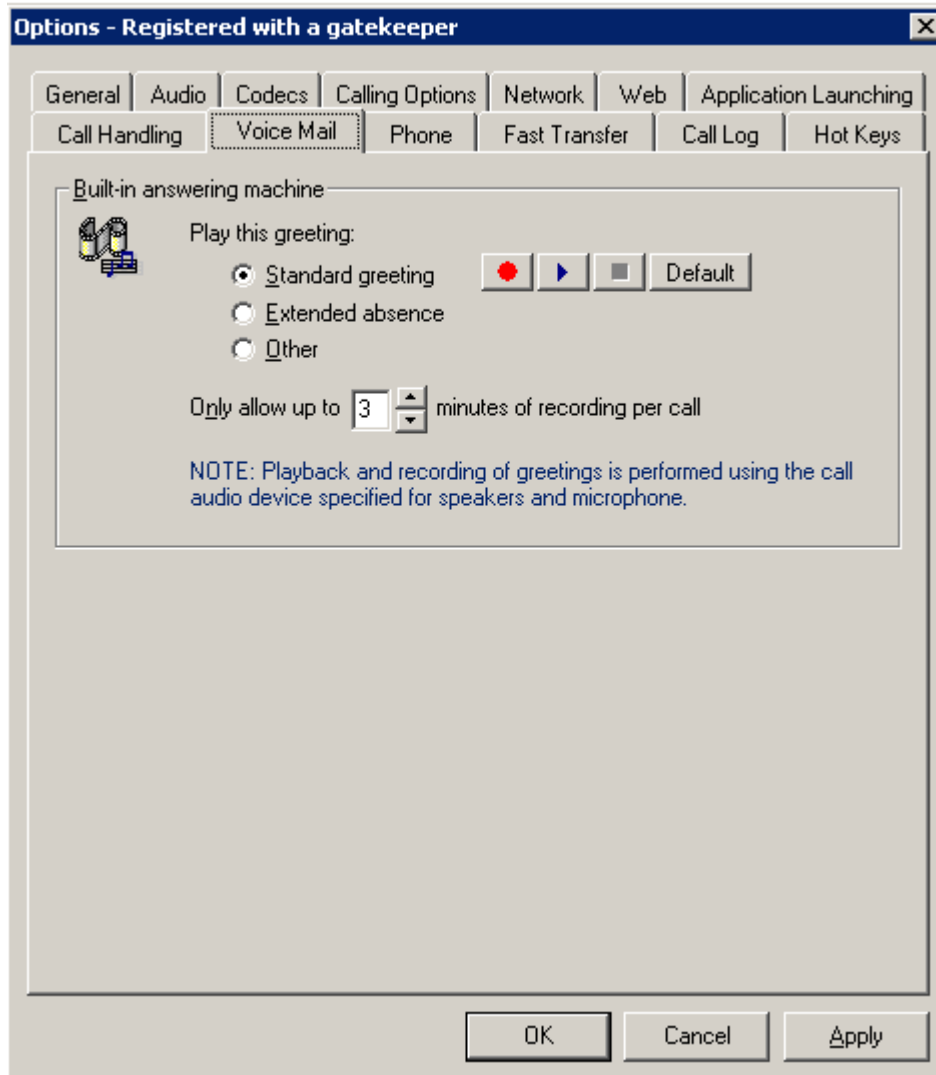 Options - Registered with a gatekeeper
General Audio Codecs Calling Options Network Web Application Launching
Call Handling Voice Mail Phone Fast Transfer Call Log Hot Keys
Built-in answering machine
Play this greeting:
Standard greeting Default
Extended absence
Other
Only allow up to 3 minutes of recording per call
NOTE: Playback and recording of greetings is performed using the call
audio device specified for speakers and microphone.
OK Cancel Apply